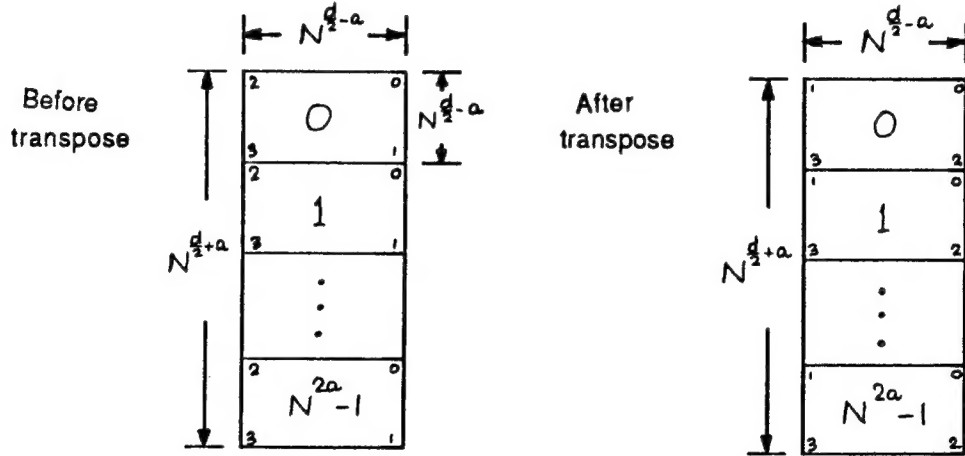 N^{d/2-a}
N^{d/2-a}
Before
transpose
After
transpose
2 0
0
3 1
N^{d/2-a}
2 0
1
3 1
N^{d/2+a}
2 0
N^{2a}-1
3 1
1 0
0
3 2
1 0
1
3 2
N^{d/2+a}
1 0
N^{2a}-1
3 2